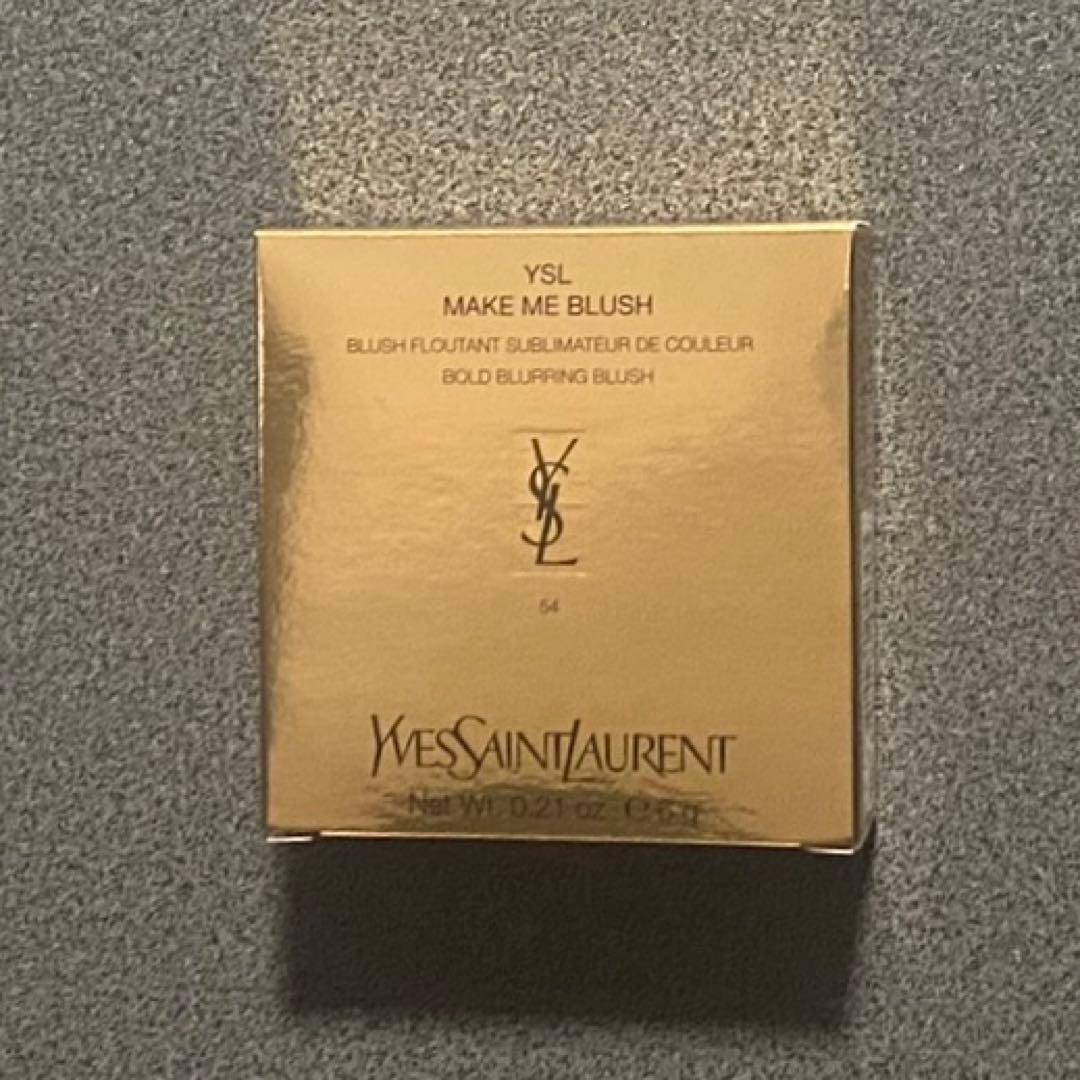 YSL
MAKE ME BLUSH
BLUSH FLOUTANT SUBLIMATEUR DE COULEUR
BOLD BLURRING BLUSH
YSL
54
YVESSAINTLAURENT
Net Wt. 0.21 oz. ℮ 6 g